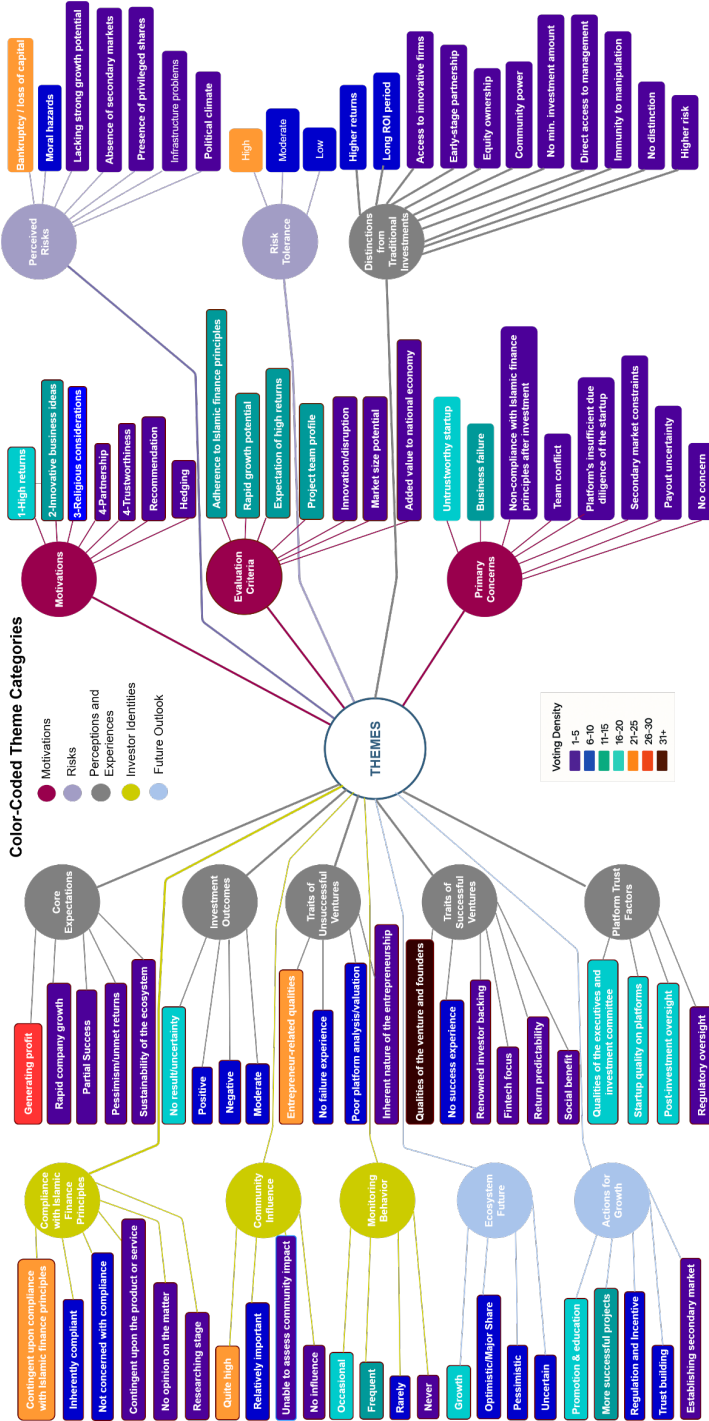 Color-Coded Theme Categories
Motivations
Risks
Perceptions and
Experiences
Investor Identities
Future Outlook
THEMES
Voting Density
1-5
6-10
11-15
16-20
21-25
26-30
31+
Compliance
with Islamic
Finance
Principles
Contingent upon compliance
with Islamic finance principles
Inherently compliant
Not concerned with compliance
Contingent upon the product or service
No opinion on the matter
Researching stage
Community
Influence
Quite high
Relatively important
Unable to assess community impact
No influence
Monitoring
Behavior
Occasional
Frequent
Rarely
Never
Ecosystem
Future
Growth
Optimistic/Major Share
Pessimistic
Uncertain
Actions for
Growth
Promotion & education
More successful projects
Regulation and Incentive
Trust building
Establishing secondary market
Core
Expectations
Generating profit
Rapid company growth
Partial Success
Pessimism/unmet returns
Sustainability of the ecosystem
Investment
Outcomes
No result/uncertainty
Positive
Negative
Moderate
Traits of
Unsuccessful
Ventures
Entrepreneur-related qualities
No failure experience
Poor platform analysis/valuation
Inherent nature of the entrepreneurship
Traits of
Successful
Ventures
Qualities of the venture and founders
No success experience
Renowned investor backing
Fintech focus
Return predictability
Social benefit
Platform Trust
Factors
Qualities of the executives and
investment committee
Startup quality on platforms
Post-investment oversight
Regulatory oversight
Motivations
1-High returns
2-Innovative business ideas
3-Religious considerations
4-Partnership
4-Trustworthiness
Recommendation
Hedging
Evaluation
Criteria
Adherence to Islamic finance principles
Rapid growth potential
Expectation of high returns
Project team profile
Innovation/disruption
Market size potential
Added value to national economy
Primary
Concerns
Untrustworthy startup
Business failure
Non-compliance with Islamic finance
principles after investment
Team conflict
Platform's insufficient due
diligence of the startup
Secondary market constraints
Payout uncertainty
No concern
Perceived
Risks
Bankruptcy / loss of capital
Moral hazards
Lacking strong growth potential
Absence of secondary markets
Presence of privileged shares
Infrastructure problems
Political climate
Risk
Tolerance
High
Moderate
Low
Distinctions
from
Traditional
Investments
Higher returns
Long ROI period
Access to innovative firms
Early-stage partnership
Equity ownership
Community power
No min. investment amount
Direct access to management
Immunity to manipulation
No distinction
Higher risk